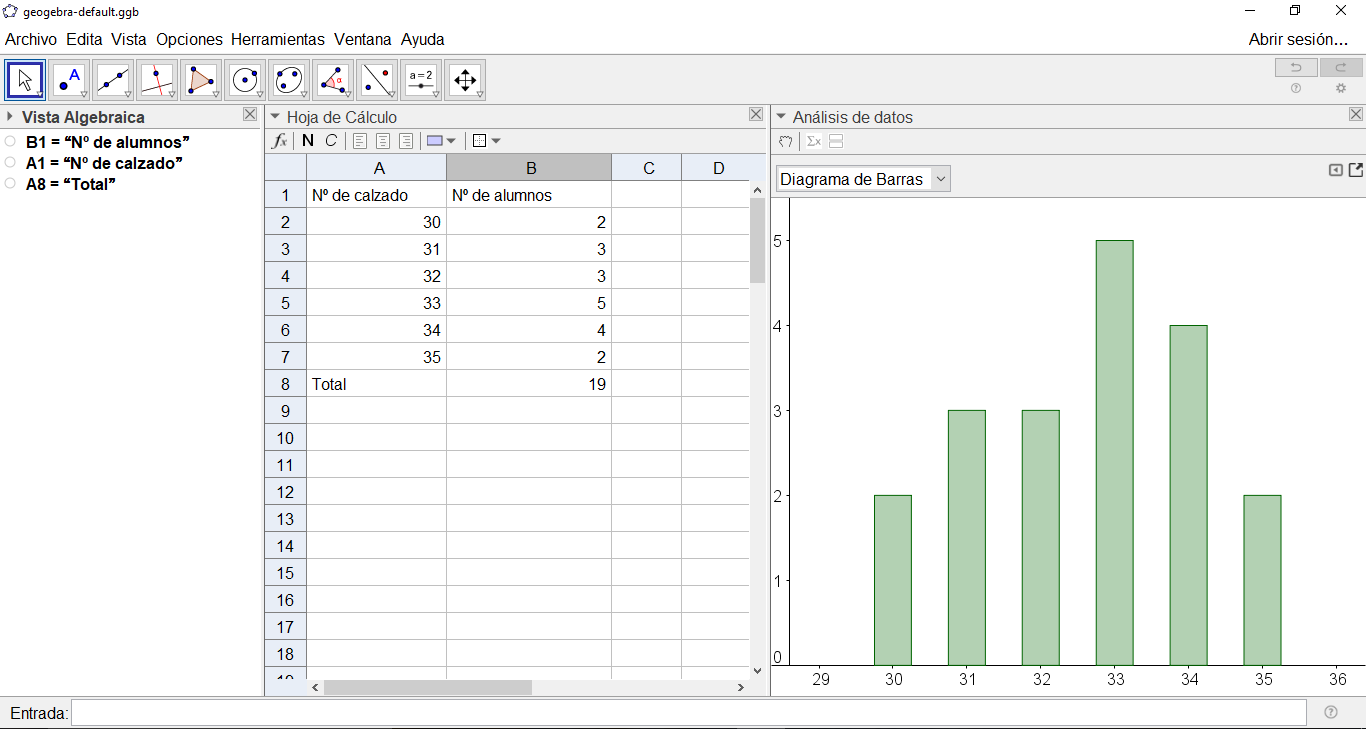 geogebra-default.ggb
Archivo Edita Vista Opciones Herramientas Ventana Ayuda
Abrir sesión...
A
α
a=2
Vista Algebraica
B1 = “Nº de alumnos”
A1 = “Nº de calzado”
A8 = “Total”
Hoja de Cálculo
fx N C
A B C D
1 Nº de calzado Nº de alumnos
2 30 2
3 31 3
4 32 3
5 33 5
6 34 4
7 35 2
8 Total 19
9
10
11
12
13
14
15
16
17
18
19
Análisis de datos
Σx
Diagrama de Barras
5
4
3
2
1
0
29 30 31 32 33 34 35 36
Entrada: